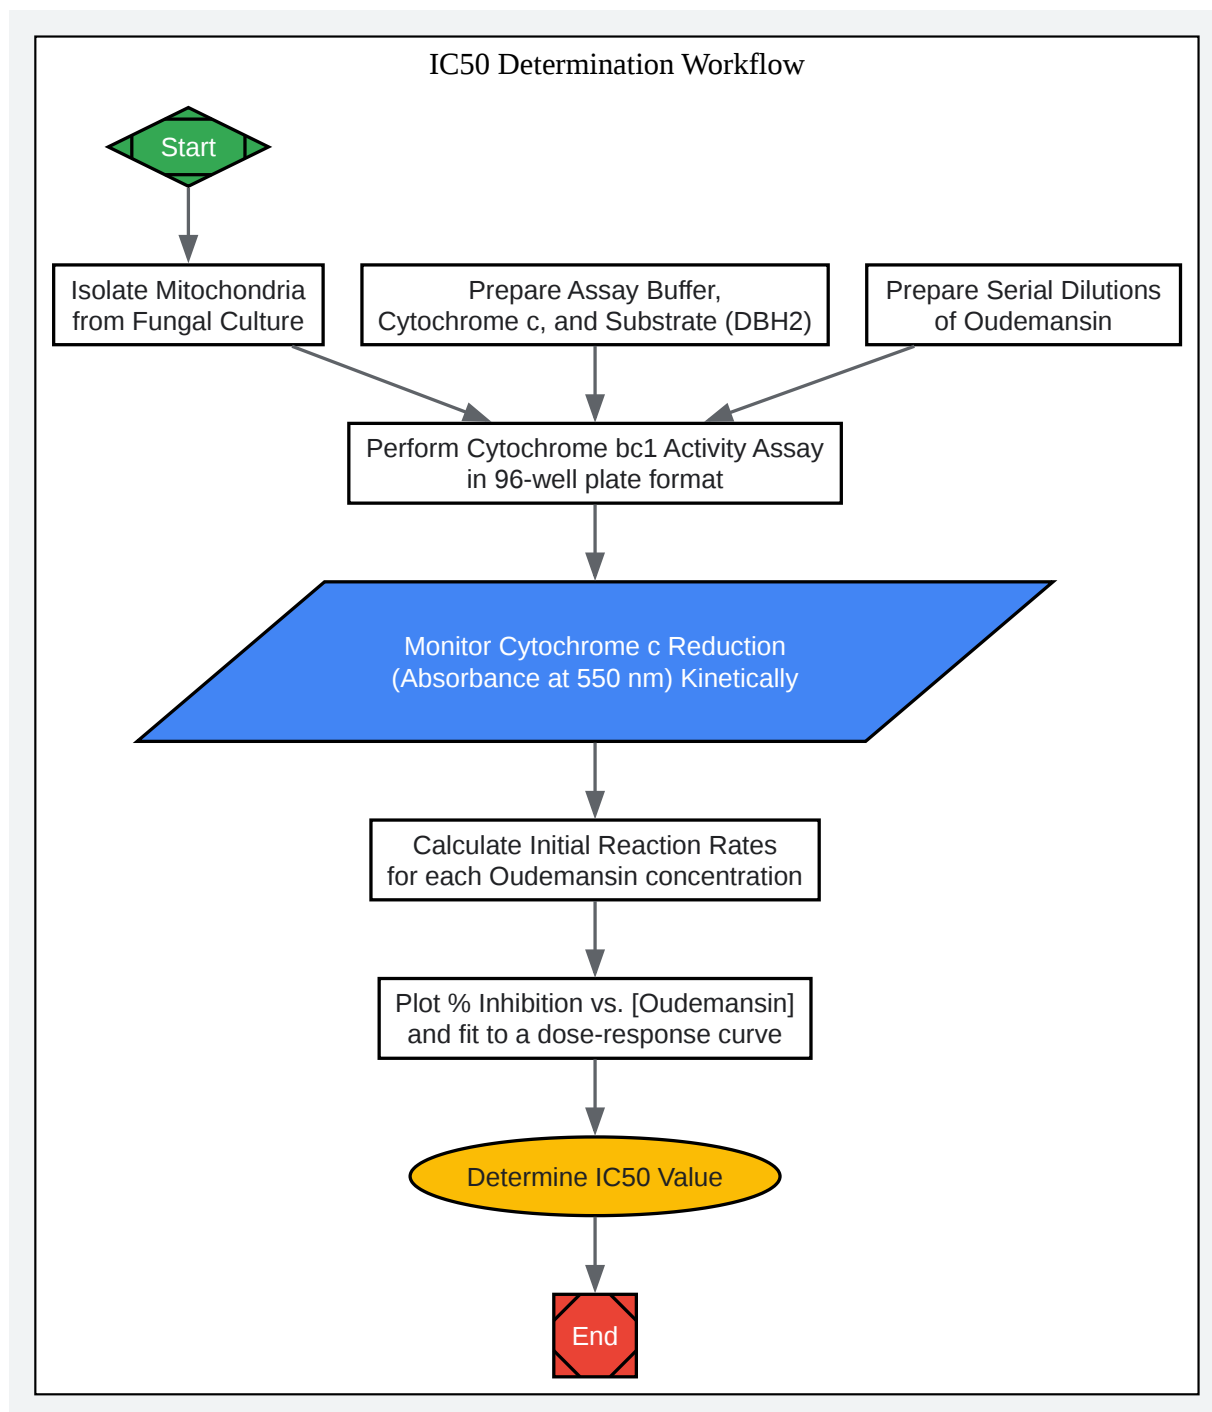 IC50 Determination Workflow
Start
Isolate Mitochondria
from Fungal Culture
Prepare Assay Buffer,
Cytochrome c, and Substrate (DBH2)
Prepare Serial Dilutions
of Oudemansin
Perform Cytochrome bc1 Activity Assay
in 96-well plate format
Monitor Cytochrome c Reduction
(Absorbance at 550 nm) Kinetically
Calculate Initial Reaction Rates
for each Oudemansin concentration
Plot % Inhibition vs. [Oudemansin]
and fit to a dose-response curve
Determine IC50 Value
End